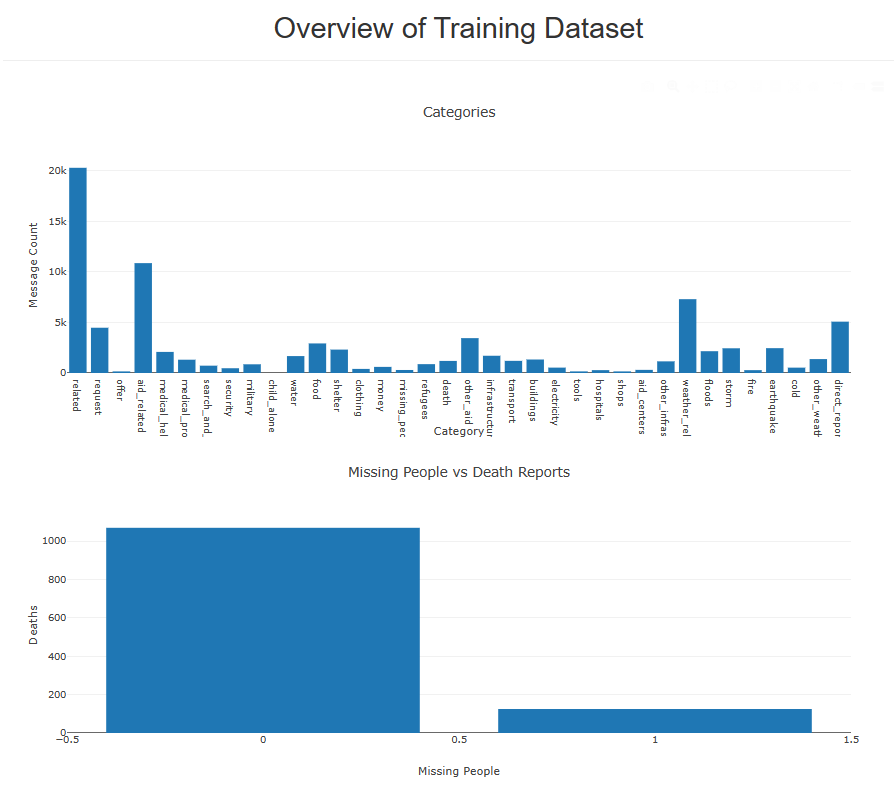 Overview of Training Dataset
Categories
Message Count
20k
15k
10k
5k
0
related
request
offer
aid_related
medical_hel
medical_pro
search_and_
security
military
child_alone
water
food
shelter
clothing
money
missing_peo
refugees
death
other_aid
infrastructur
transport
buildings
electricity
tools
hospitals
shops
aid_centers
other_infras
weather_rel
floods
storm
fire
earthquake
cold
other_weath
direct_repor
Category
Missing People vs Death Reports
Deaths
1000
800
600
400
200
0
−0.5 0 0.5 1 1.5
Missing People